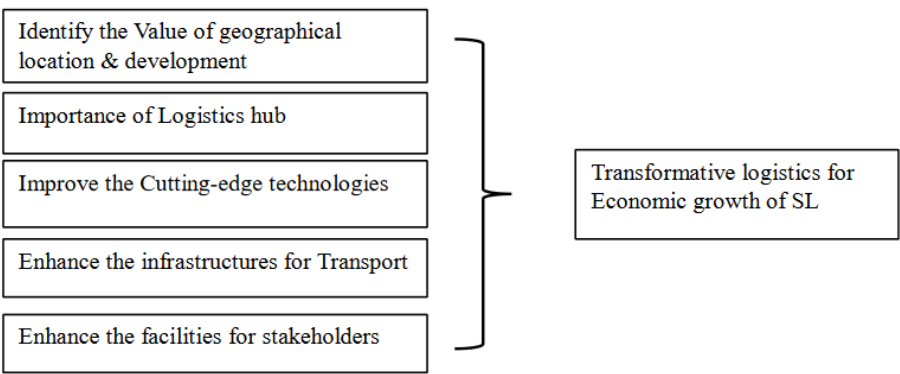 Identify the Value of geographical
location & development
Importance of Logistics hub
Improve the Cutting-edge technologies
Enhance the infrastructures for Transport
Enhance the facilities for stakeholders
Transformative logistics for
Economic growth of SL